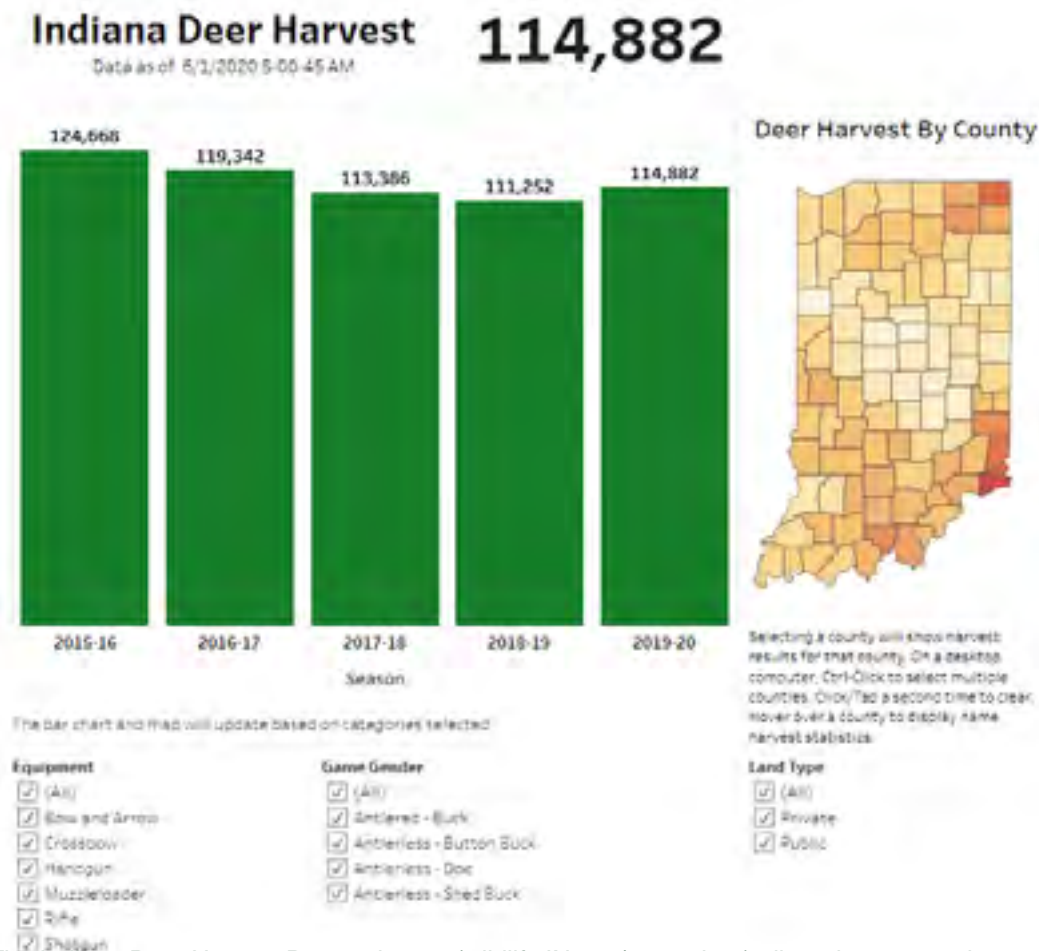 Indiana Deer Harvest
114,882
Data as of 6/1/2020 5:00:45 AM
124,668
119,342
113,386
111,252
114,882
2015-16
2016-17
2017-18
2018-19
2019-20
Season
Deer Harvest By County
Selecting a county will show harvest
results for that county. On a desktop
computer, Ctrl-Click to select multiple
counties. Click/Tap a second time to clear.
Hover over a county to display name
harvest statistics.
The bar chart and map will update based on categories selected
Equipment
(All)
Bow and Arrow
Crossbow
Handgun
Muzzleloader
Rifle
Shotgun
Game Gender
(All)
Antlered - Buck
Antlerless - Button Buck
Antlerless - Doe
Antlerless - Shed Buck
Land Type
(All)
Private
Public